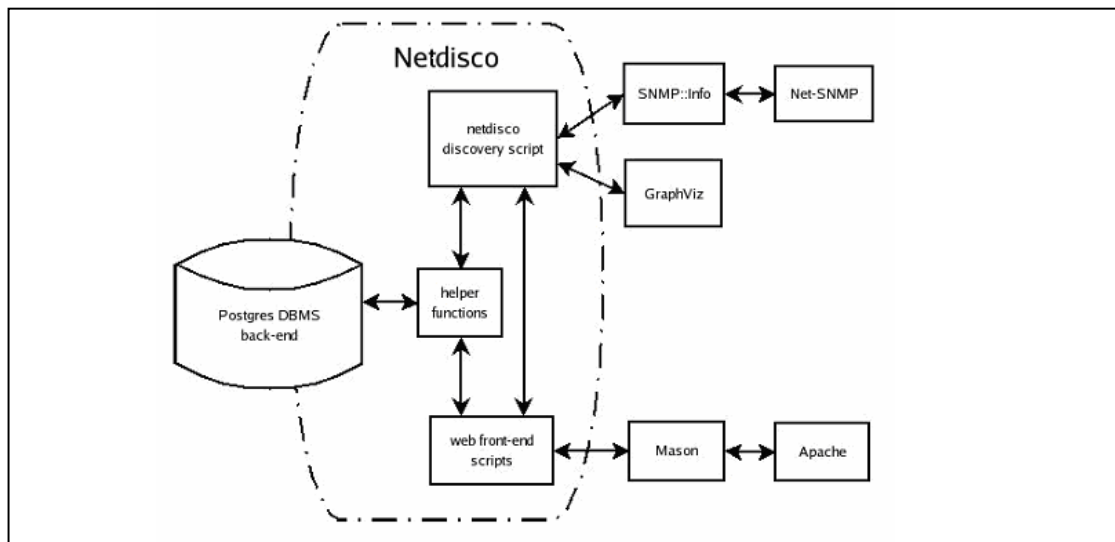 Netdisco
netdisco
discovery script
SNMP::Info
Net-SNMP
GraphViz
helper
functions
Postgres DBMS
back-end
web front-end
scripts
Mason
Apache